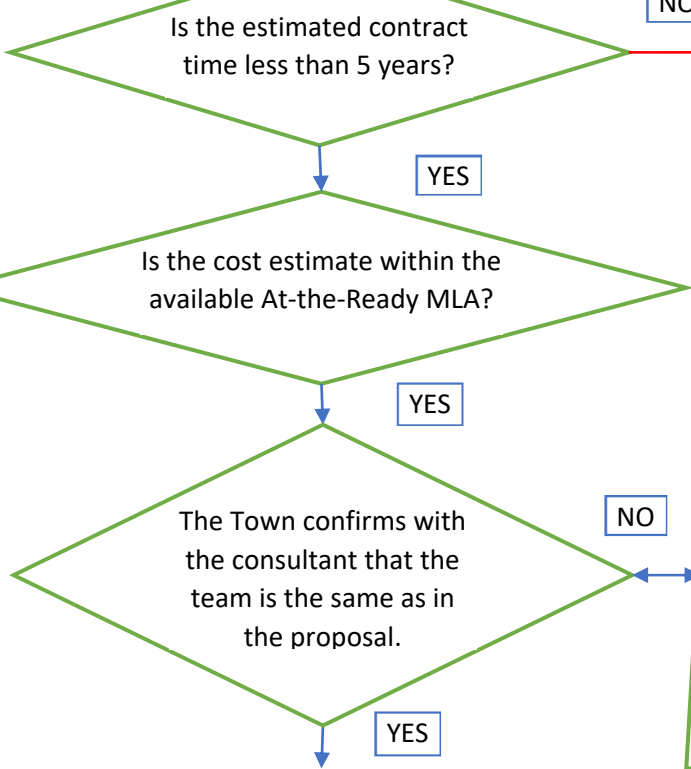 NO
Is the estimated contract
time less than 5 years?
YES
Is the cost estimate within the
available At-the-Ready MLA?
YES
The Town confirms with
the consultant that the
team is the same as in
the proposal.
NO
YES